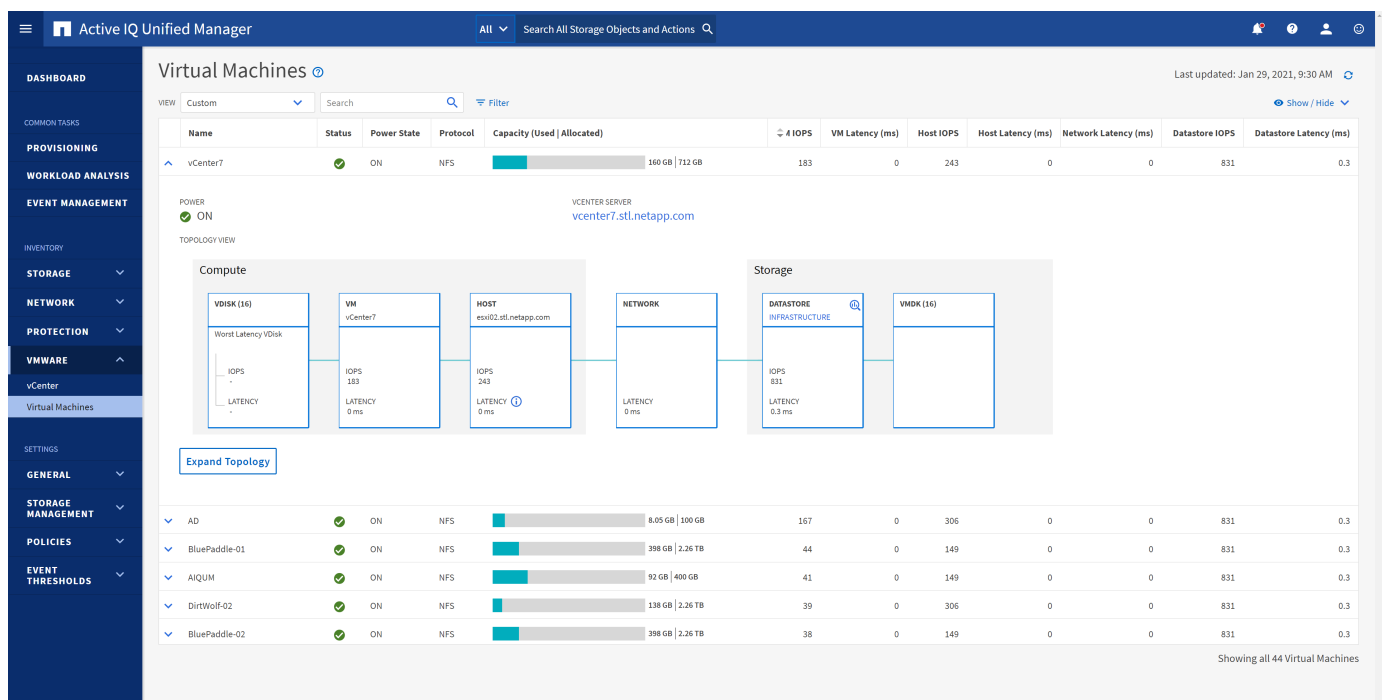 Active IQ Unified Manager
All
Search All Storage Objects and Actions
DASHBOARD
COMMON TASKS
PROVISIONING
WORKLOAD ANALYSIS
EVENT MANAGEMENT
INVENTORY
STORAGE
NETWORK
PROTECTION
VMWARE
vCenter
Virtual Machines
SETTINGS
GENERAL
STORAGE
MANAGEMENT
POLICIES
EVENT
THRESHOLDS
Virtual Machines
Last updated: Jan 29, 2021, 9:30 AM
VIEW Custom Search Filter Show / Hide
Name Status Power State Protocol Capacity (Used | Allocated) M IOPS VM Latency (ms) Host IOPS Host Latency (ms) Network Latency (ms) Datastore IOPS Datastore Latency (ms)
vCenter7 ON NFS 160 GB | 712 GB 183 0 243 0 0 831 0.3
POWER
ON
VCENTER SERVER
vcenter7.stl.netapp.com
TOPOLOGY VIEW
Compute
VDISK (16)
Worst Latency VDisk
IOPS
-
LATENCY
-
VM
vCenter7
IOPS
183
LATENCY
0 ms
HOST
esxi02.stl.netapp.com
IOPS
243
LATENCY
0 ms
NETWORK
LATENCY
0 ms
Storage
DATASTORE
INFRASTRUCTURE
IOPS
831
LATENCY
0.3 ms
VMDK (16)
Expand Topology
AD ON NFS 8.05 GB | 100 GB 167 0 306 0 0 831 0.3
BluePaddle-01 ON NFS 398 GB | 2.26 TB 44 0 149 0 0 831 0.3
AIQUM ON NFS 92 GB | 400 GB 41 0 149 0 0 831 0.3
DirtWolf-02 ON NFS 138 GB | 2.26 TB 39 0 306 0 0 831 0.3
BluePaddle-02 ON NFS 398 GB | 2.26 TB 38 0 149 0 0 831 0.3
Showing all 44 Virtual Machines